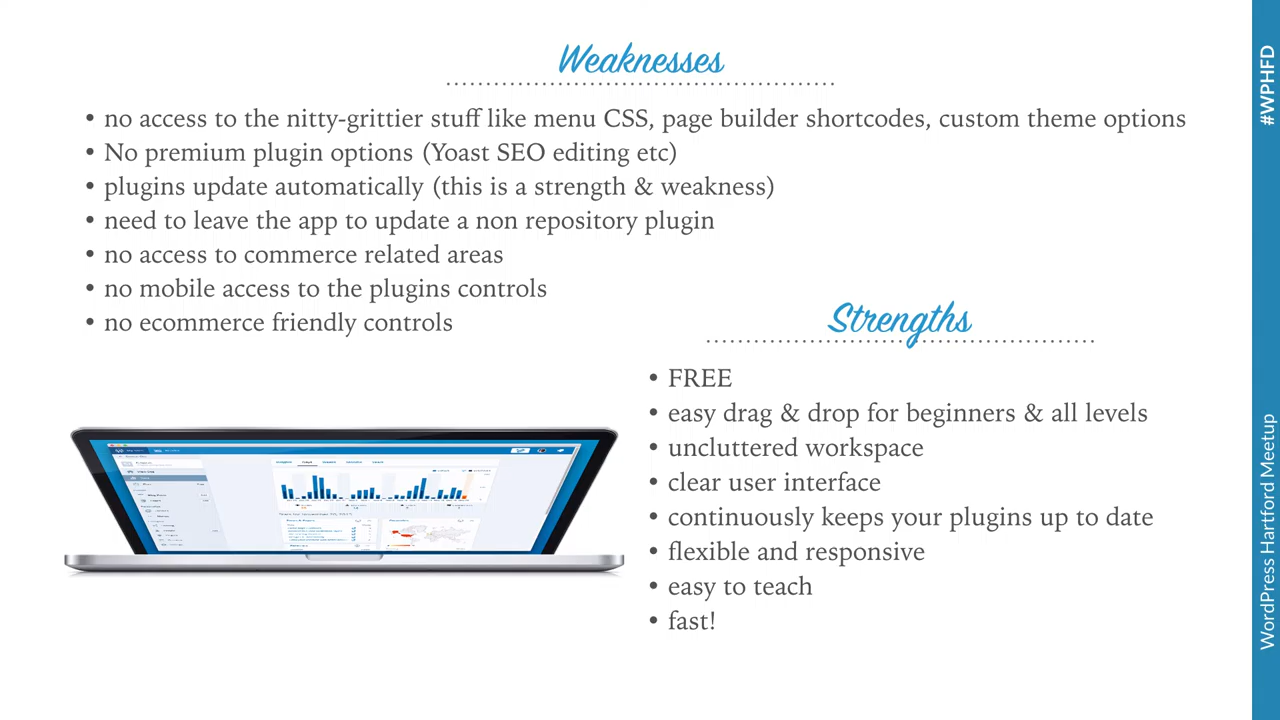 Weaknesses
• no access to the nitty-grittier stuff like menu CSS, page builder shortcodes, custom theme options
• No premium plugin options (Yoast SEO editing etc)
• plugins update automatically (this is a strength & weakness)
• need to leave the app to update a non repository plugin
• no access to commerce related areas
• no mobile access to the plugins controls
• no ecommerce friendly controls
Strengths
• FREE
• easy drag & drop for beginners & all levels
• uncluttered workspace
• clear user interface
• continuously keeps your plugins up to date
• flexible and responsive
• easy to teach
• fast!
#WPHFD
WordPress Hartford Meetup